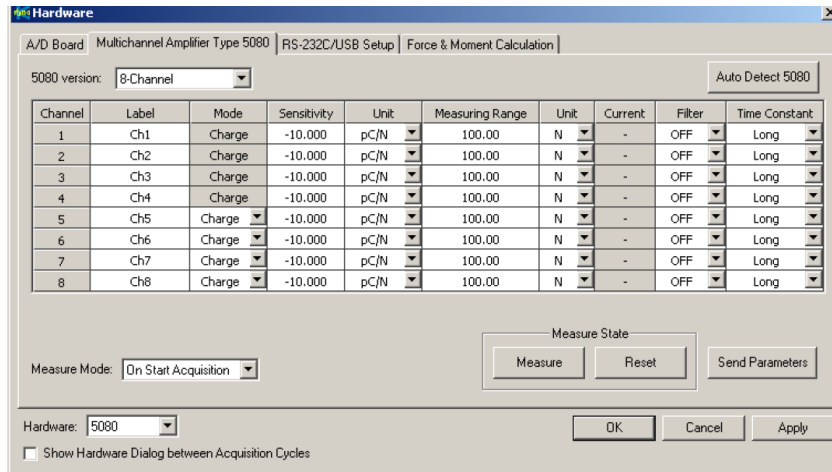 Hardware
A/D Board Multichannel Amplifier Type 5080 RS-232C/USB Setup Force & Moment Calculation
5080 version: 8-Channel Auto Detect 5080
Channel Label Mode Sensitivity Unit Measuring Range Unit Current Filter Time Constant
1 Ch1 Charge -10.000 pC/N 100.00 N - OFF Long
2 Ch2 Charge -10.000 pC/N 100.00 N - OFF Long
3 Ch3 Charge -10.000 pC/N 100.00 N - OFF Long
4 Ch4 Charge -10.000 pC/N 100.00 N - OFF Long
5 Ch5 Charge -10.000 pC/N 100.00 N - OFF Long
6 Ch6 Charge -10.000 pC/N 100.00 N - OFF Long
7 Ch7 Charge -10.000 pC/N 100.00 N - OFF Long
8 Ch8 Charge -10.000 pC/N 100.00 N - OFF Long
Measure State
Measure Mode: On Start Acquisition Measure Reset Send Parameters
Hardware: 5080 OK Cancel Apply
Show Hardware Dialog between Acquisition Cycles